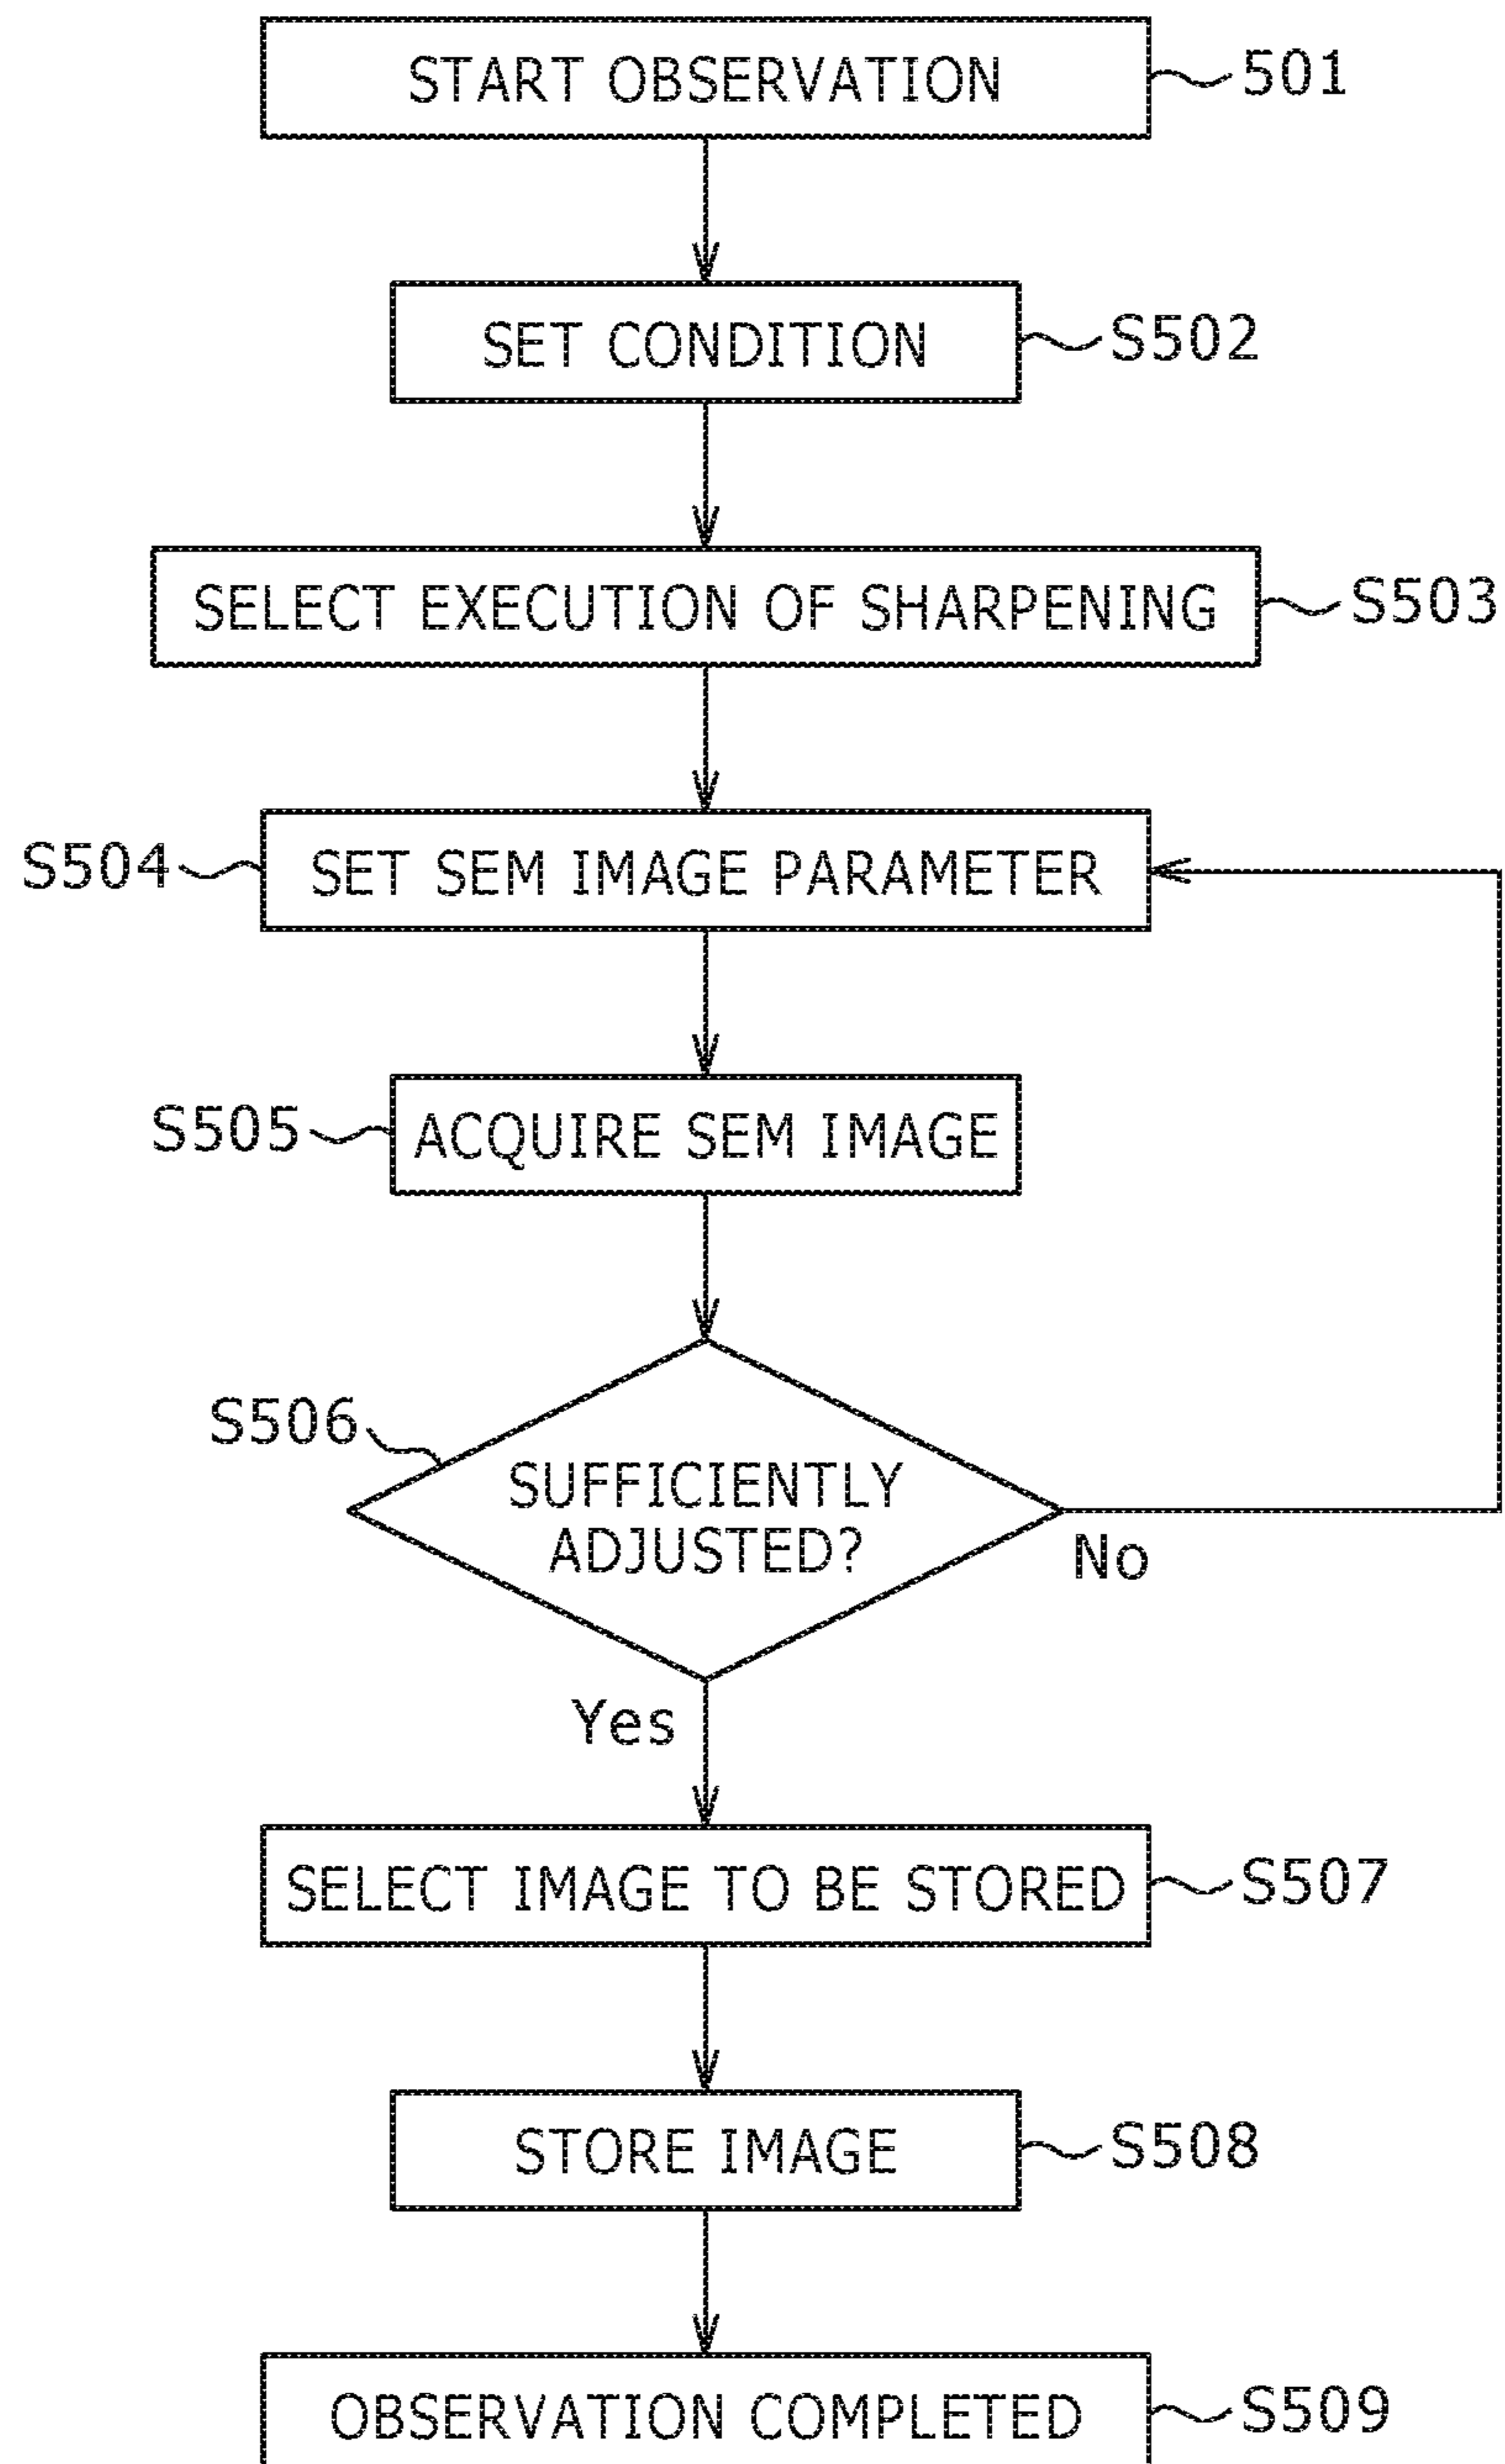 START OBSERVATION 501
SET CONDITION S502
SELECT EXECUTION OF SHARPENING S503
S504 SET SEM IMAGE PARAMETER
S505 ACQUIRE SEM IMAGE
S506
SUFFICIENTLY
ADJUSTED?
No
Yes
SELECT IMAGE TO BE STORED S507
STORE IMAGE S508
OBSERVATION COMPLETED S509